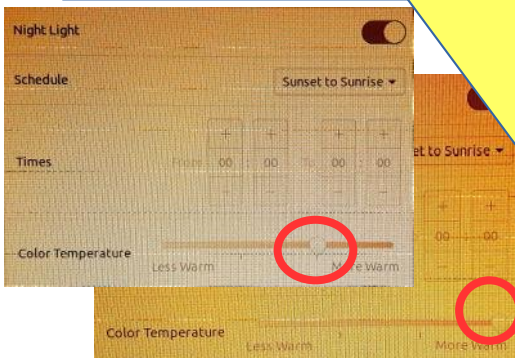 Night Light
Schedule
Sunset to Sunrise
+ + + +
Times
From 00 : 00 To 00 : 00
- - - -
Color Temperature
Less Warm
More Warm
et to Sunrise
+ +
00 00
- -
Color Temperature
Less Warm
More Warm